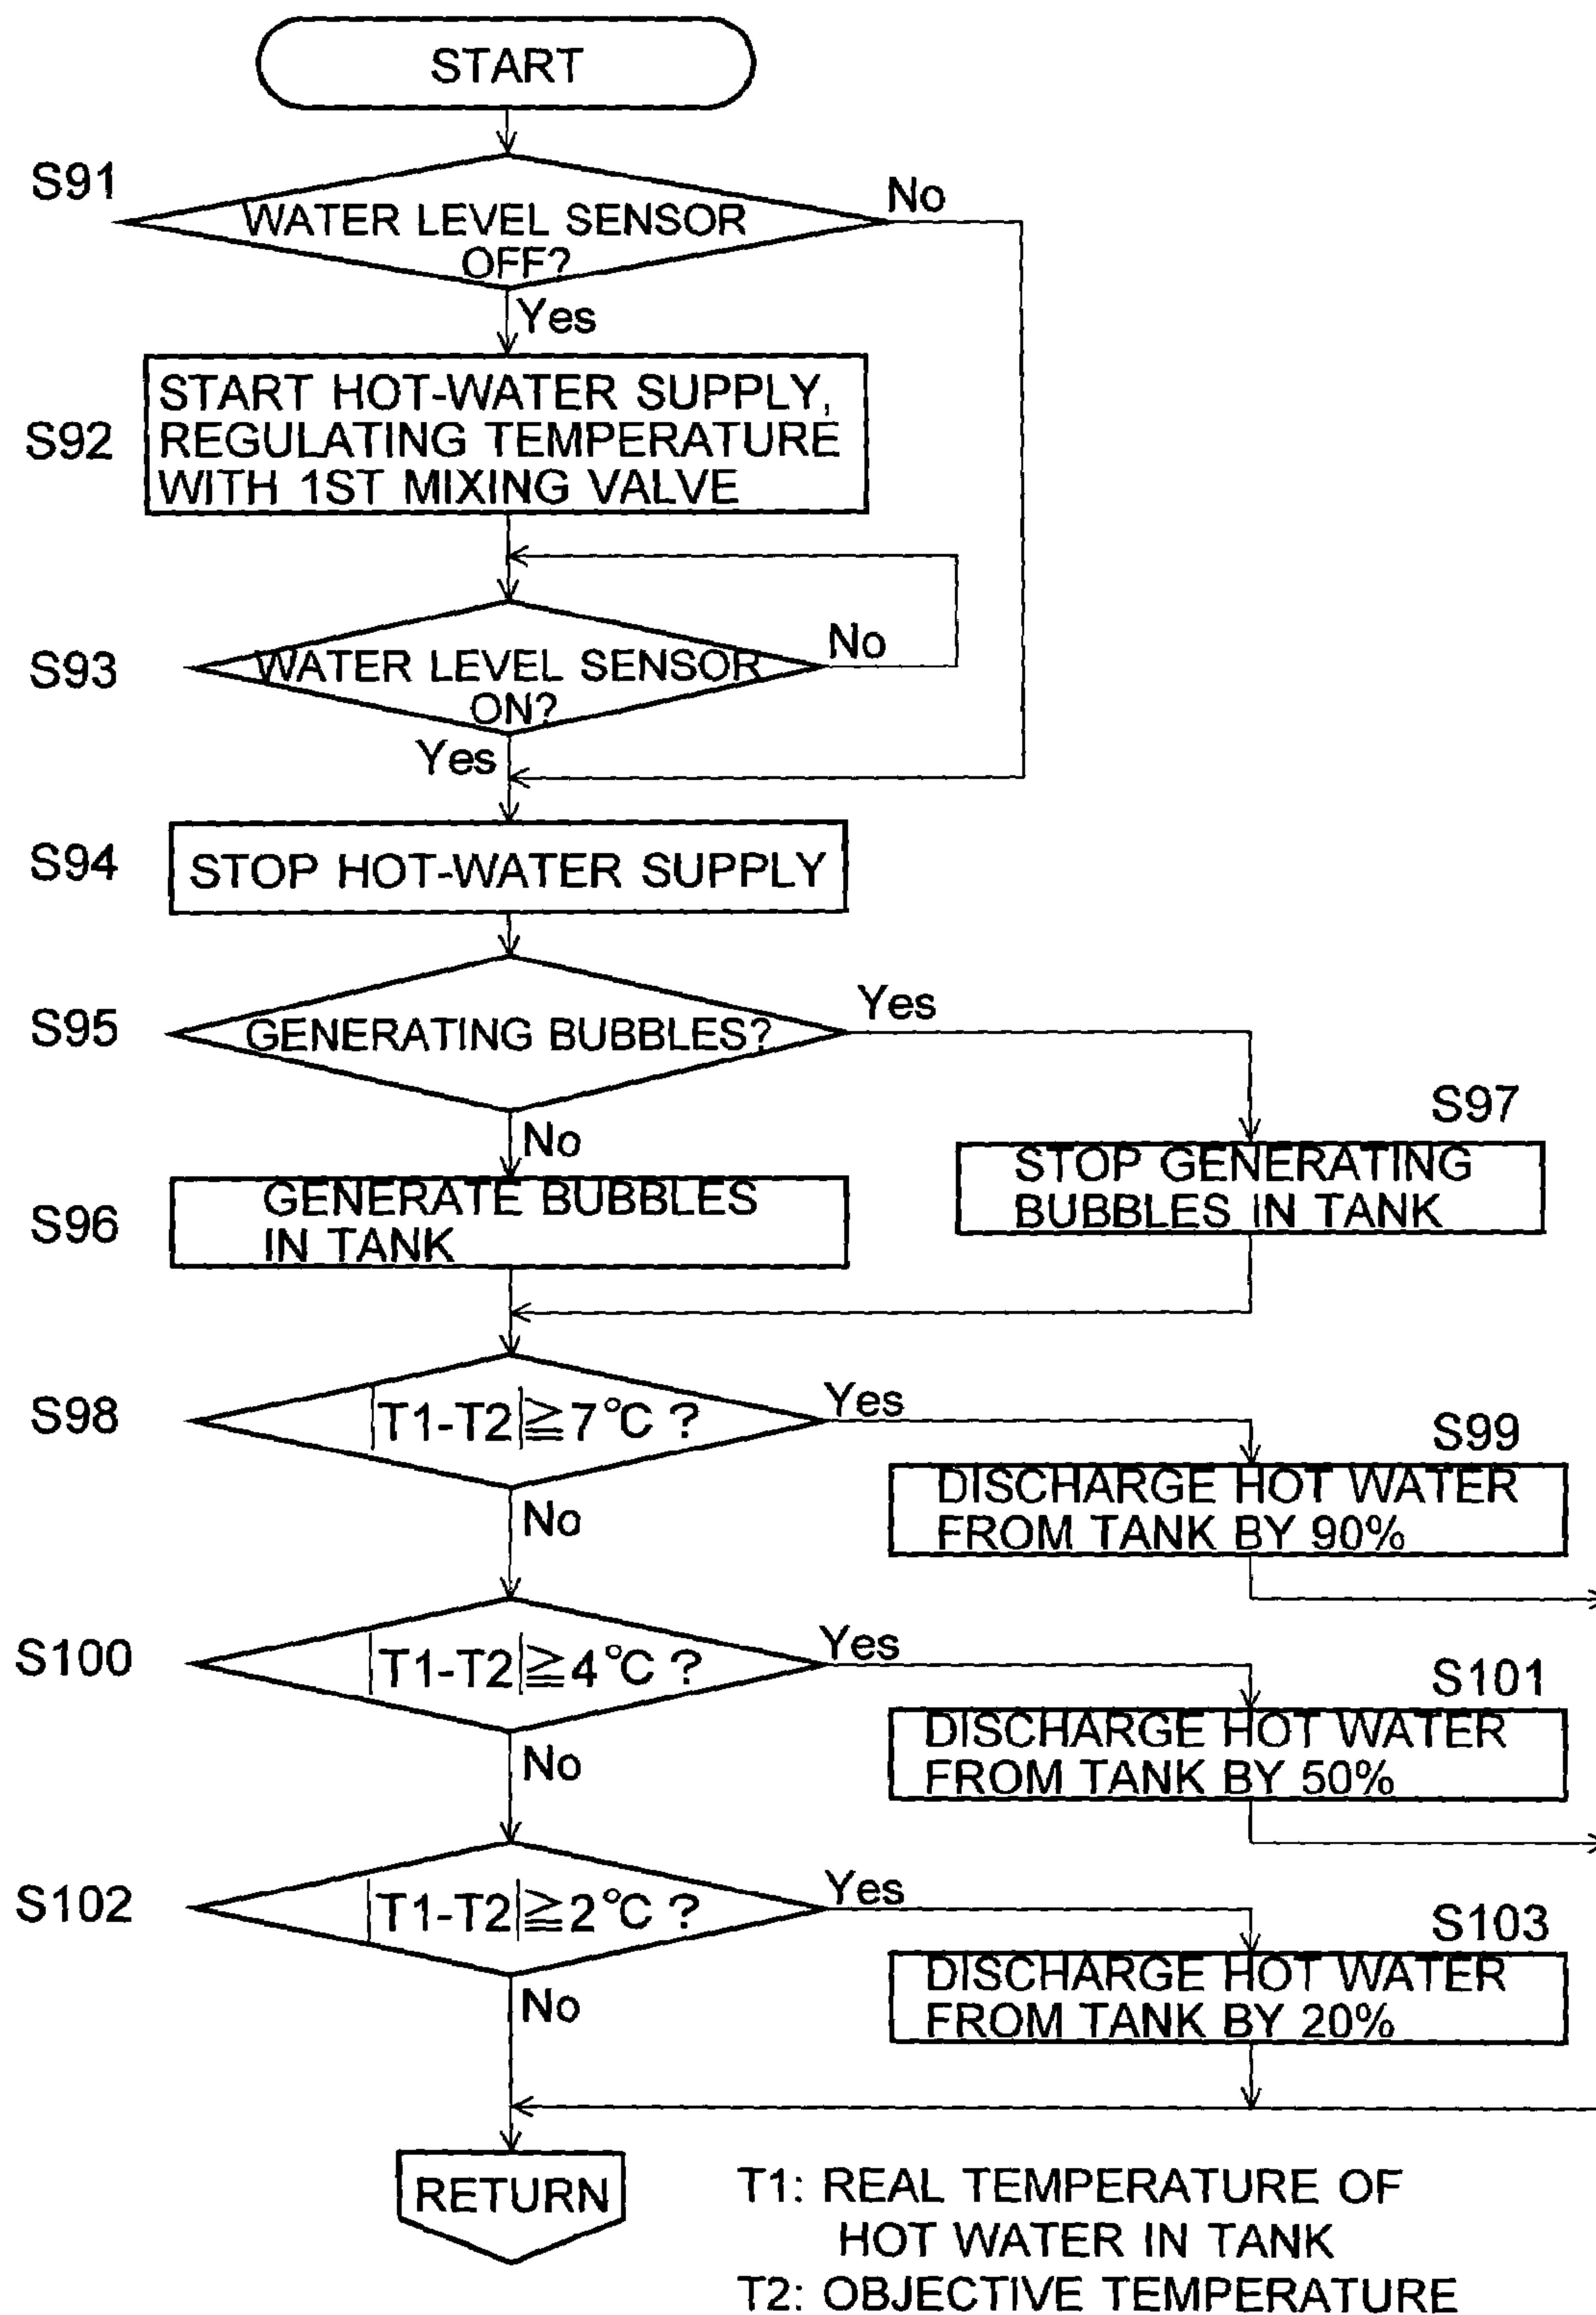 START
S91
WATER LEVEL SENSOR
OFF?
No
Yes
S92
START HOT-WATER SUPPLY,
REGULATING TEMPERATURE
WITH 1ST MIXING VALVE
S93
WATER LEVEL SENSOR
ON?
No
Yes
S94
STOP HOT-WATER SUPPLY
S95
GENERATING BUBBLES?
Yes
No
S97
STOP GENERATING
BUBBLES IN TANK
S96
GENERATE BUBBLES
IN TANK
S98
|T1-T2|≧7℃ ?
Yes
No
S99
DISCHARGE HOT WATER
FROM TANK BY 90%
S100
|T1-T2|≧4℃ ?
Yes
No
S101
DISCHARGE HOT WATER
FROM TANK BY 50%
S102
|T1-T2|≧2℃ ?
Yes
No
S103
DISCHARGE HOT WATER
FROM TANK BY 20%
RETURN
T1: REAL TEMPERATURE OF
HOT WATER IN TANK
T2: OBJECTIVE TEMPERATURE